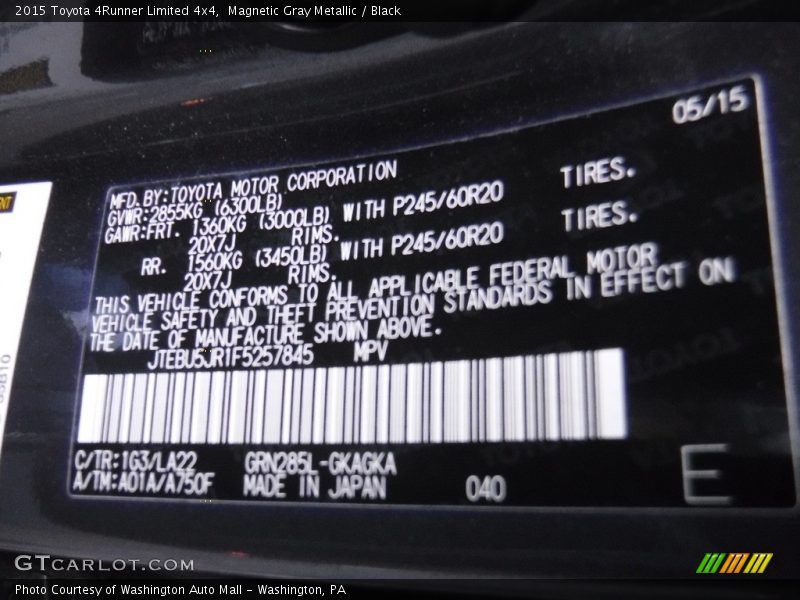 2015 Toyota 4Runner Limited 4x4,  Magnetic Gray Metallic / Black
05/15
MFD. BY:TOYOTA MOTOR CORPORATION
GVWR:2855KG (6300LB)
GAWR:FRT. 1360KG (3000LB) WITH P245/60R20 TIRES.
20X7J RIMS.
RR. 1560KG (3450LB) WITH P245/60R20 TIRES.
20X7J RIMS.
THIS VEHICLE CONFORMS TO ALL APPLICABLE FEDERAL MOTOR
VEHICLE SAFETY AND THEFT PREVENTION STANDARDS IN EFFECT ON
THE DATE OF MANUFACTURE SHOWN ABOVE.
JTEBU5JR1F5257845 MPV
C/TR:1G3/LA22 GRN285L-GKAGKA
A/TM:A01A/A750F MADE IN JAPAN 040
E
GTCARLOT.COM
Photo Courtesy of Washington Auto Mall - Washington, PA